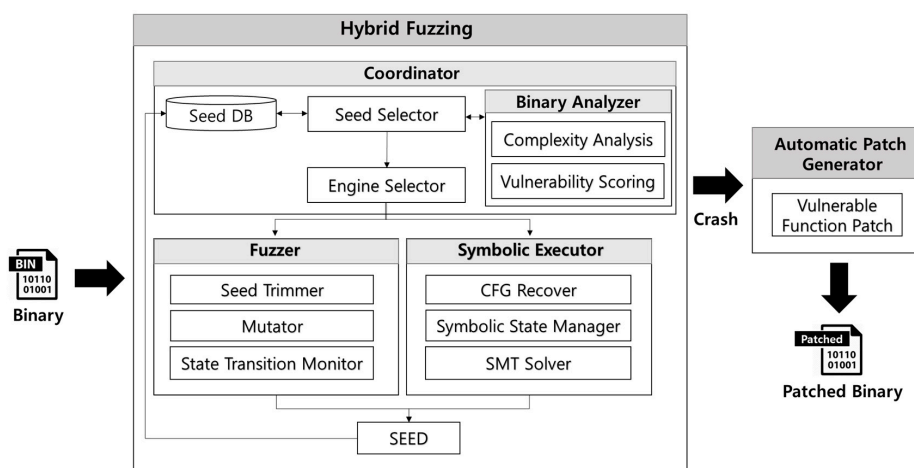 Hybrid Fuzzing
Coordinator
Seed DB
Seed Selector
Engine Selector
Binary Analyzer
Complexity Analysis
Vulnerability Scoring
Fuzzer
Seed Trimmer
Mutator
State Transition Monitor
Symbolic Executor
CFG Recover
Symbolic State Manager
SMT Solver
SEED
BIN
10110
01001
Binary
Crash
Automatic Patch
Generator
Vulnerable
Function Patch
Patched
10110
01001
Patched Binary